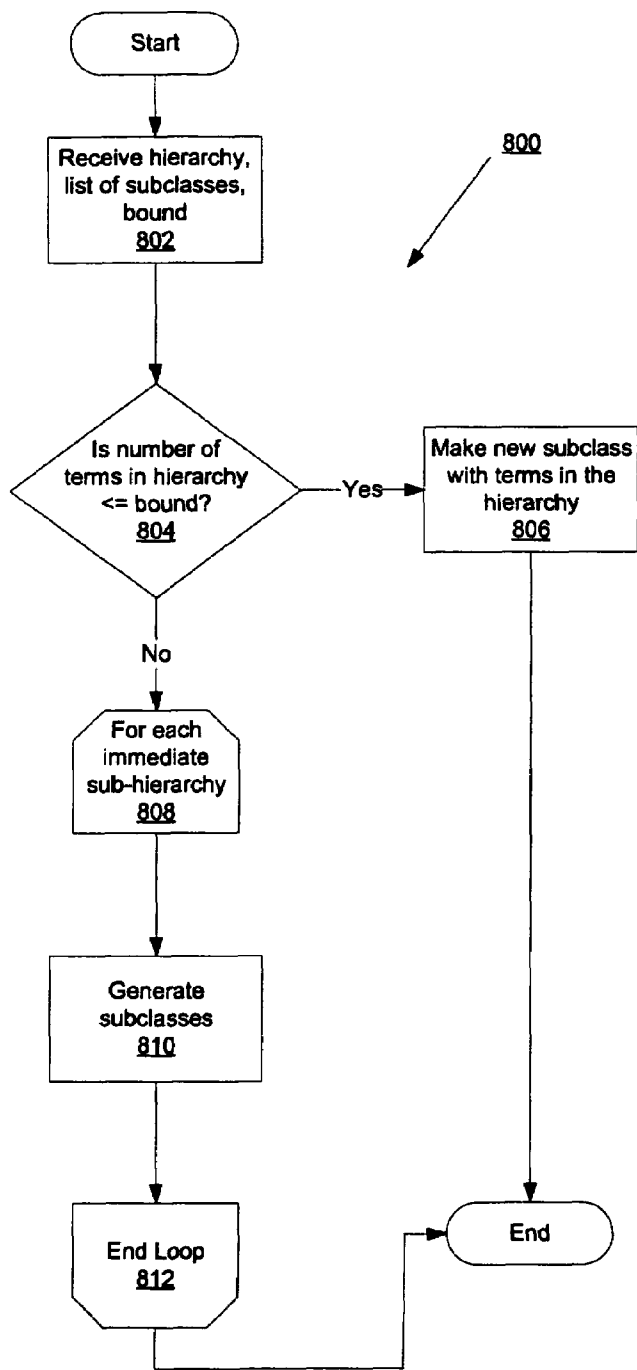 Start
Receive hierarchy,
list of subclasses,
bound
802
800
Is number of
terms in hierarchy
<= bound?
804
Yes
Make new subclass
with terms in the
hierarchy
806
No
For each
immediate
sub-hierarchy
808
Generate
subclasses
810
End Loop
812
End